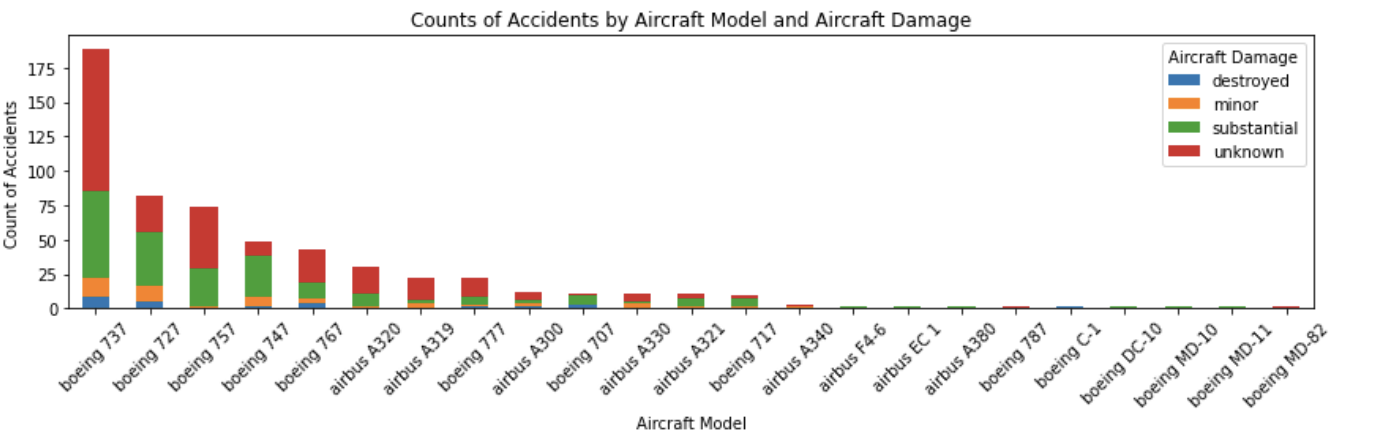 Counts of Accidents by Aircraft Model and Aircraft Damage
Count of Accidents
175
150
125
100
75
50
25
0
Aircraft Damage
destroyed
minor
substantial
unknown
boeing 737
boeing 727
boeing 757
boeing 747
boeing 767
airbus A320
airbus A319
boeing 777
airbus A300
boeing 707
airbus A330
airbus A321
boeing 717
airbus A340
airbus F4-6
airbus EC 1
airbus A380
boeing 787
boeing C-1
boeing DC-10
boeing MD-10
boeing MD-11
boeing MD-82
Aircraft Model